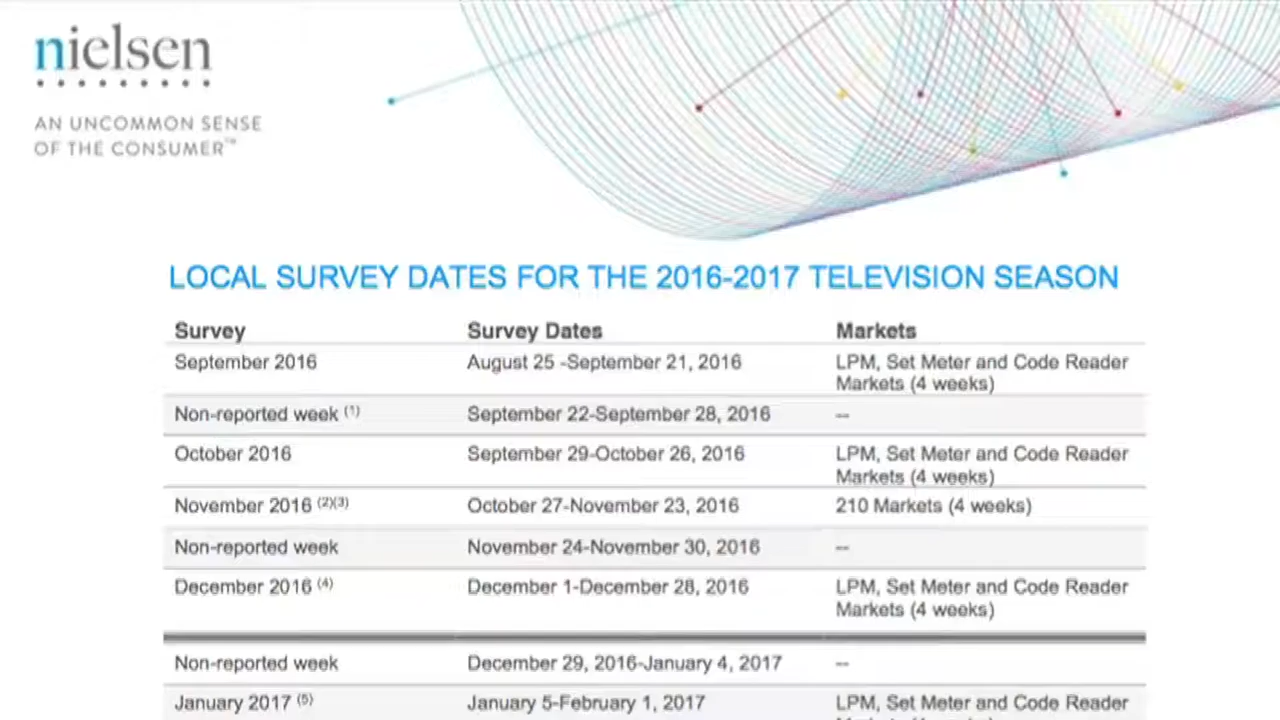 nielsen
AN UNCOMMON SENSE
OF THE CONSUMER™
LOCAL SURVEY DATES FOR THE 2016-2017 TELEVISION SEASON
Survey Survey Dates Markets
September 2016 August 25 -September 21, 2016 LPM, Set Meter and Code Reader
Markets (4 weeks)
Non-reported week (1) September 22-September 28, 2016 --
October 2016 September 29-October 26, 2016 LPM, Set Meter and Code Reader
Markets (4 weeks)
November 2016 (2)(3) October 27-November 23, 2016 210 Markets (4 weeks)
Non-reported week November 24-November 30, 2016 --
December 2016 (4) December 1-December 28, 2016 LPM, Set Meter and Code Reader
Markets (4 weeks)
Non-reported week December 29, 2016-January 4, 2017 --
January 2017 (5) January 5-February 1, 2017 LPM, Set Meter and Code Reader